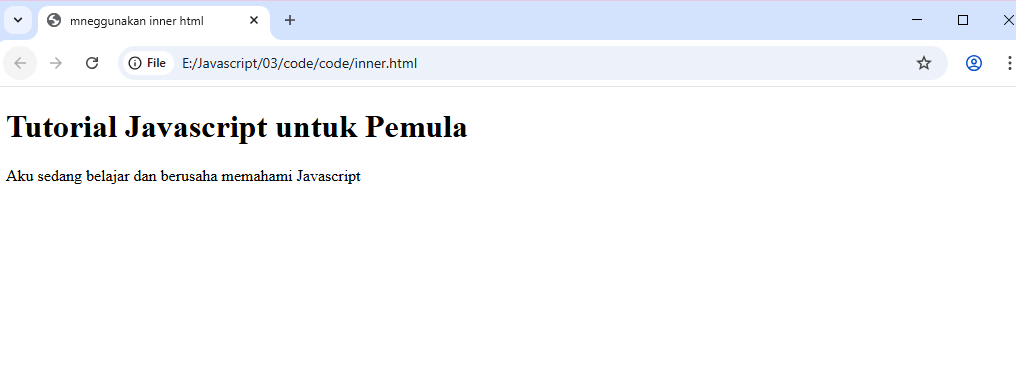 mneggunakan inner html
File E:/Javascript/03/code/code/inner.html
Tutorial Javascript untuk Pemula
Aku sedang belajar dan berusaha memahami Javascript